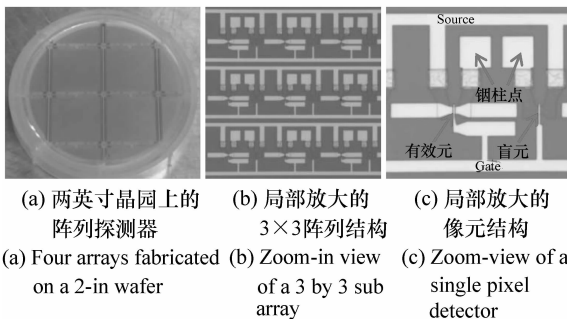 Source
铟柱点
有效元
盲元
Gate
(a) 两英寸晶园上的
阵列探测器
(b) 局部放大的
3×3阵列结构
(c) 局部放大的
像元结构
(a) Four arrays fabricated
on a 2-in wafer
(b) Zoom-in view
of a 3 by 3 sub
array
(c) Zoom-view of a
single pixel
detector